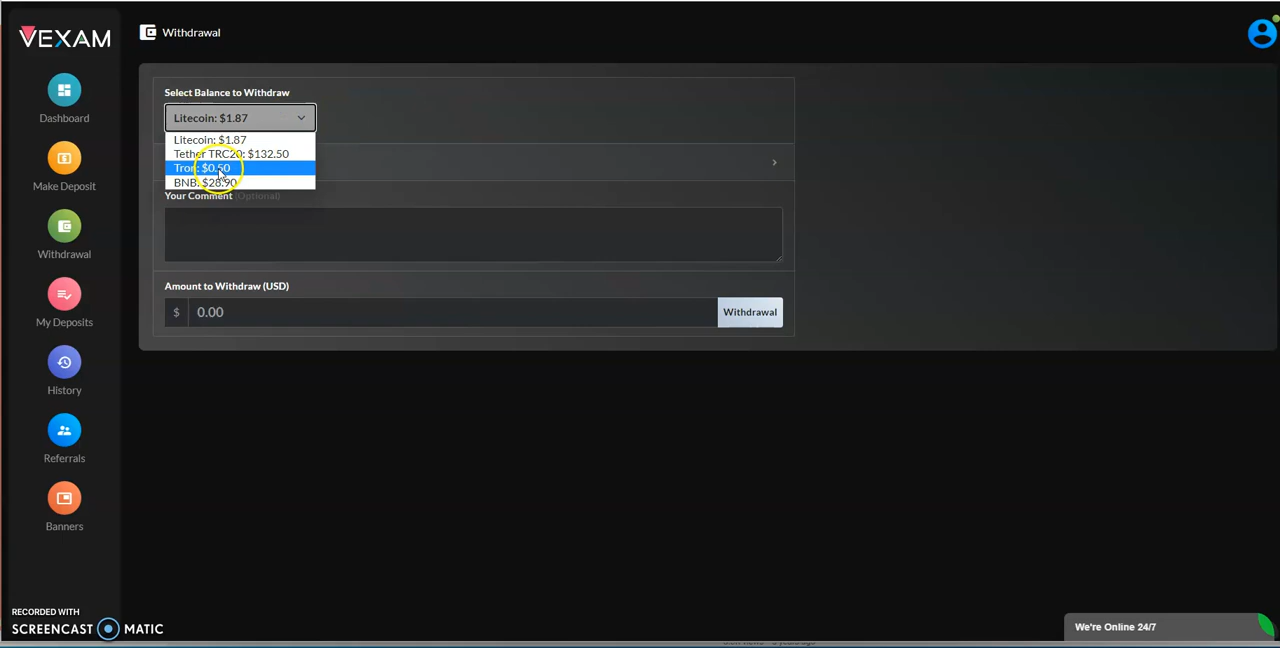 VEXAM
Withdrawal
Dashboard
Make Deposit
Withdrawal
My Deposits
History
Referrals
Banners
Select Balance to Withdraw
Litecoin: $1.87
Litecoin: $1.87
Tether TRC20: $132.50
Tron: $0.50
BNB: $28.90
Your Comment (Optional)
Amount to Withdraw (USD)
$ 0.00 Withdrawal
RECORDED WITH
SCREENCAST MATIC
We're Online 24/7